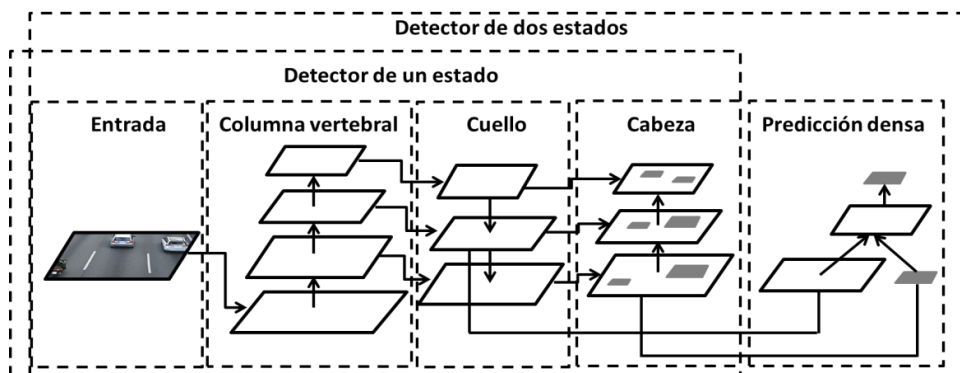 Detector de dos estados
Detector de un estado
Entrada
Columna vertebral
Cuello
Cabeza
Predicción densa